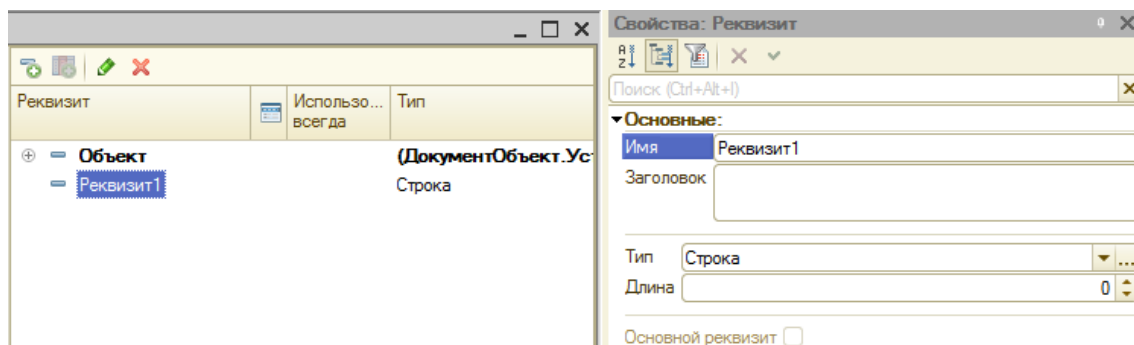 Свойства: Реквизит
Поиск (Ctrl+Alt+I)
Реквизит
Использо...
всегда
Тип
Объект
(ДокументОбъект.Уст
Реквизит1
Строка
Основные:
Имя
Реквизит1
Заголовок
Тип
Строка
Длина
0
Основной реквизит